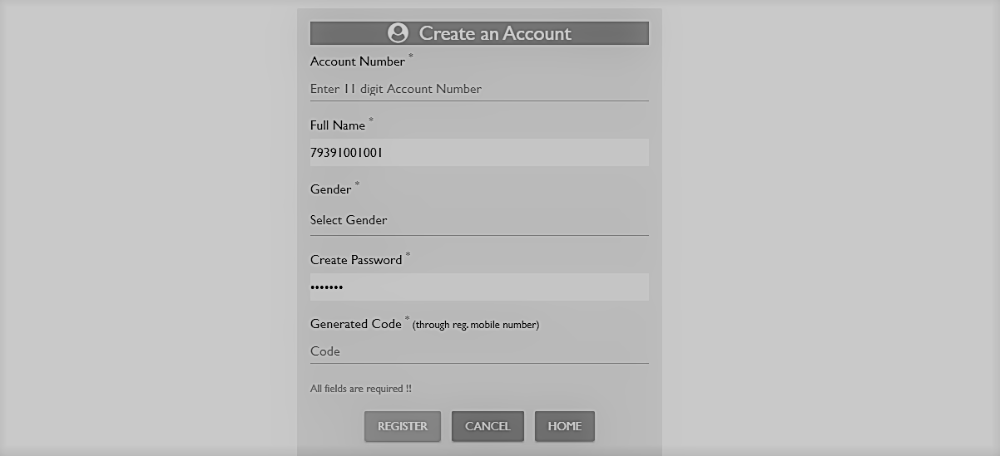 Create an Account
Account Number *
Enter 11 digit Account Number
Full Name *
79391001001
Gender *
Select Gender
Create Password *
•••••••
Generated Code * (through reg. mobile number)
Code
All fields are required !!
REGISTER CANCEL HOME